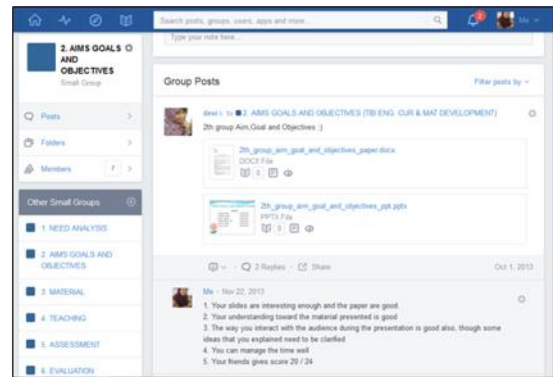 Search posts, groups, users, apps and more...
2
Me
Type your note here...
2. AIMS GOALS
AND
OBJECTIVES
Small Group
Posts
Folders
Members 7
Other Small Groups
1. NEED ANALYSIS
2. AIMS GOALS AND
OBJECTIVES
3. MATERIAL
4. TEACHING
5. ASSESSMENT
6. EVALUATION
Group Posts
Filter posts by
dewi r. to 2. AIMS GOALS AND OBJECTIVES (TBI ENG. CUR & MAT DEVELOPMENT)
2th group Aim,Goal and Objectives :)
2th_group_aim_goal_and_objectives_paper.docx
DOCX File
0
2th_group_aim_goal_and_objectives_ppt.pptx
PPTX File
0
2 Replies Share Oct 1, 2013
Me - Nov 22, 2013
1. Your slides are interesting enough and the paper are good.
2. Your understanding toward the material presented is good
3. The way you interact with the audience during the presentation is good also, though some
ideas that you explained need to be clarified
4. You can manage the time well
5. Your friends gives score 20 / 24